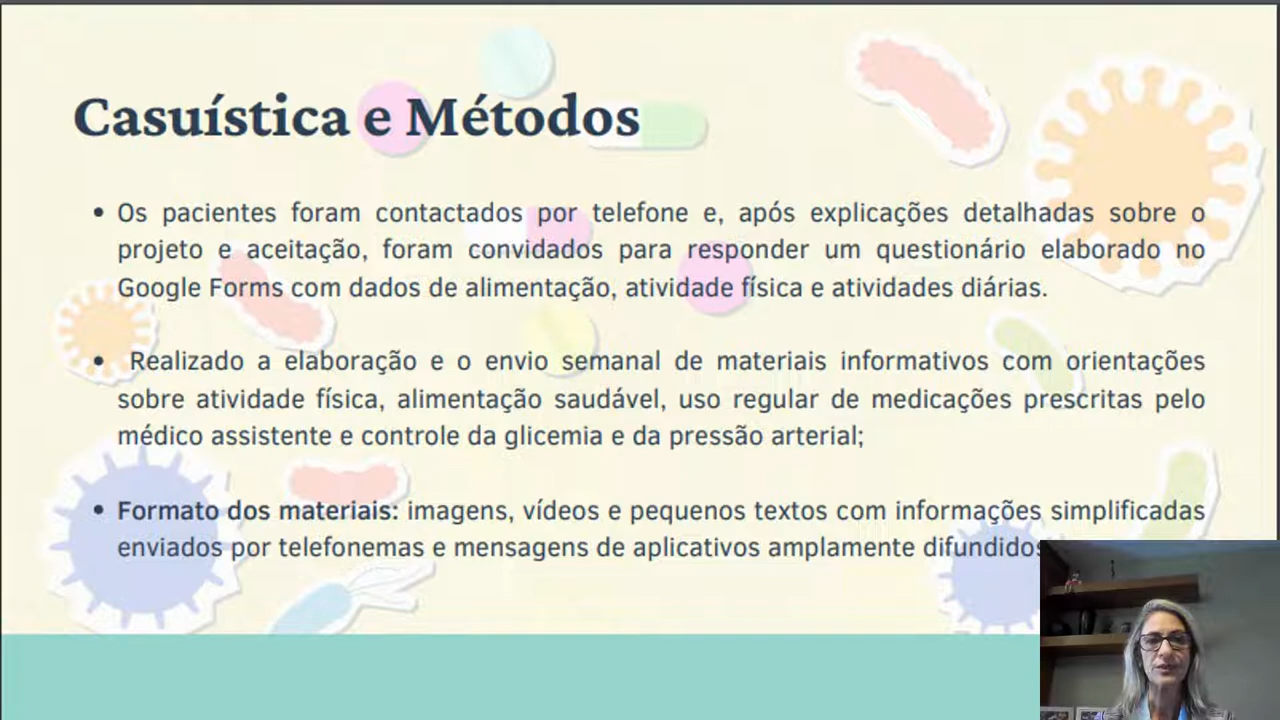 Casuística e Métodos
• Os pacientes foram contactados por telefone e, após explicações detalhadas sobre o
projeto e aceitação, foram convidados para responder um questionário elaborado no
Google Forms com dados de alimentação, atividade física e atividades diárias.
• Realizado a elaboração e o envio semanal de materiais informativos com orientações
sobre atividade física, alimentação saudável, uso regular de medicações prescritas pelo
médico assistente e controle da glicemia e da pressão arterial;
• Formato dos materiais: imagens, vídeos e pequenos textos com informações simplificadas
enviados por telefonemas e mensagens de aplicativos amplamente difundidos